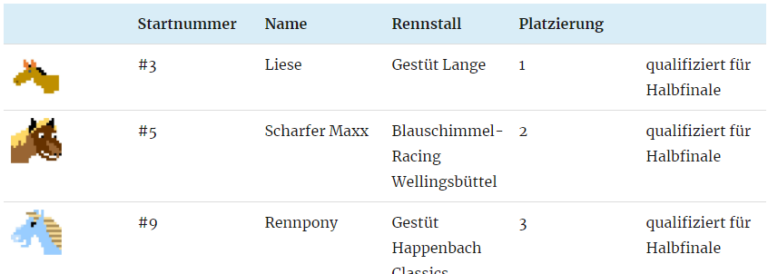 Startnummer Name Rennstall Platzierung
#3 Liese Gestüt Lange 1 qualifiziert für
Halbfinale
#5 Scharfer Maxx Blauschimmel- 2 qualifiziert für
Racing Halbfinale
Wellingsbüttel
#9 Rennpony Gestüt 3 qualifiziert für
Happenbach Halbfinale
Classics